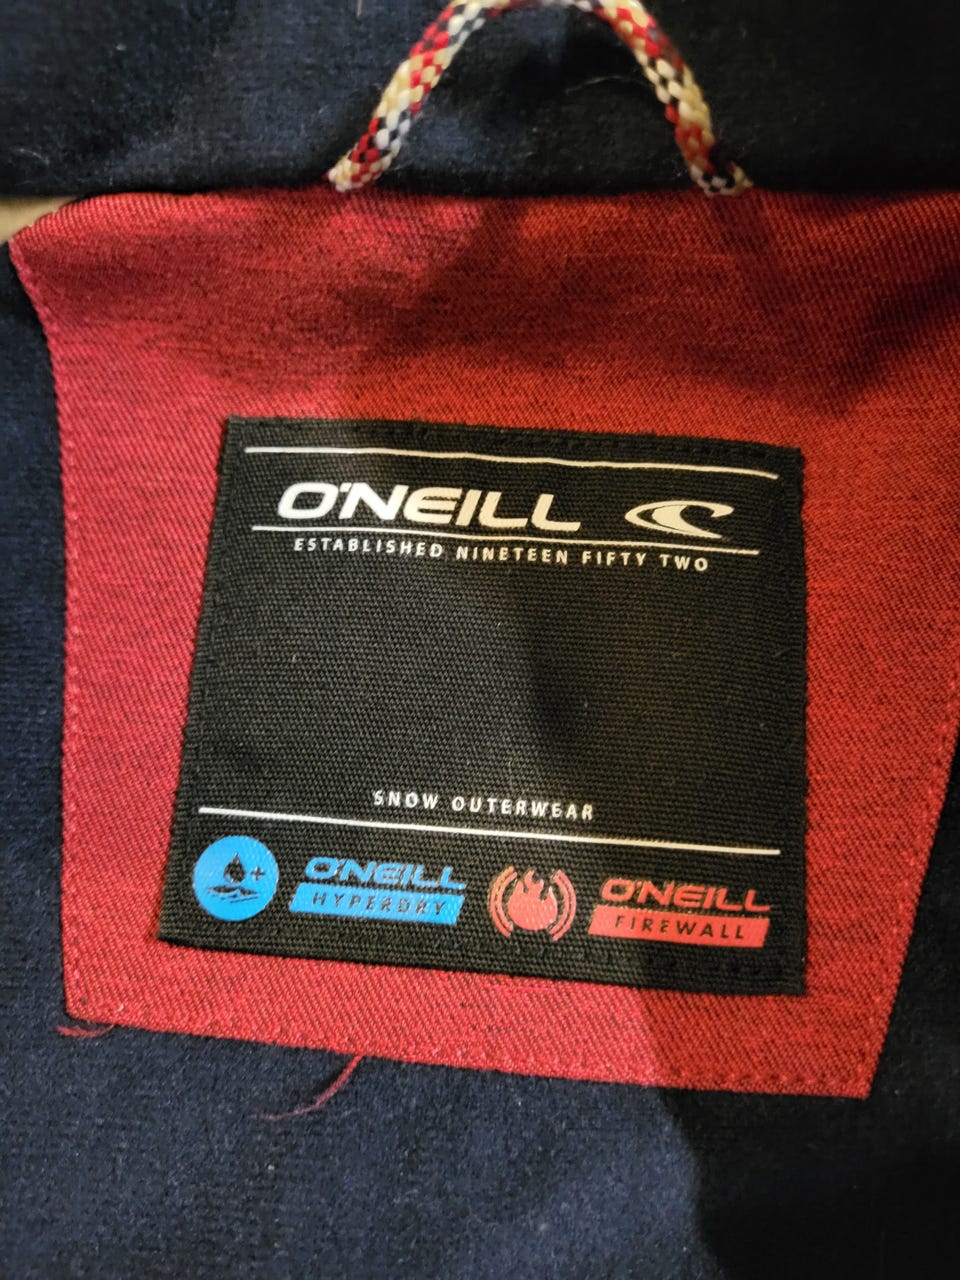 O'NEILL
ESTABLISHED NINETEEN FIFTY TWO
SNOW OUTERWEAR
O'NEILL
HYPERDRY
O'NEILL
FIREWALL